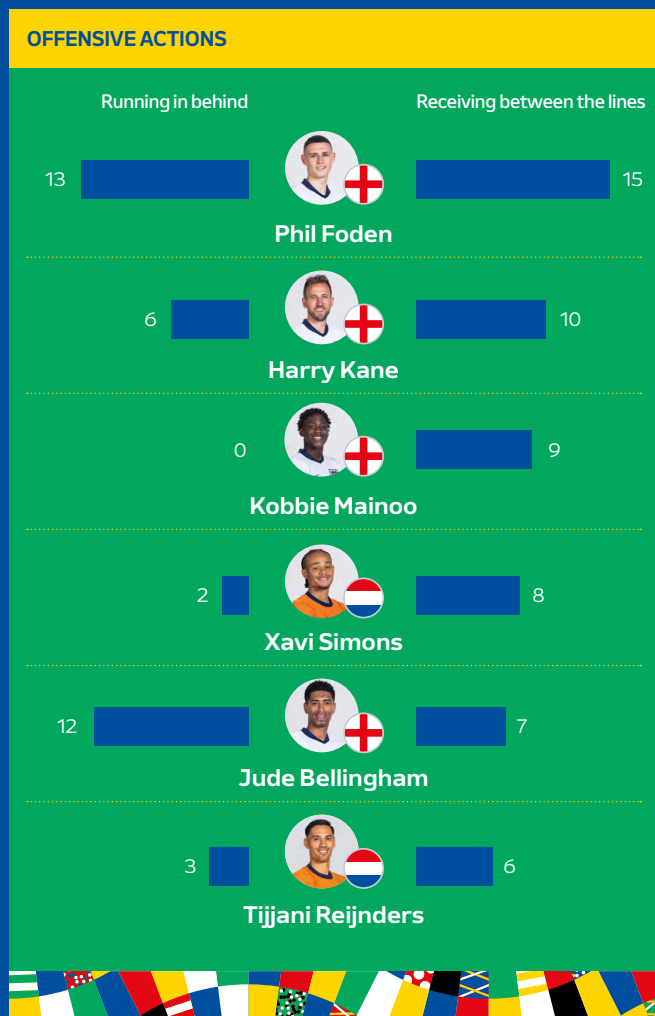 OFFENSIVE ACTIONS
Running in behind
Receiving between the lines
13
15
Phil Foden
6
10
Harry Kane
0
9
Kobbie Mainoo
2
8
Xavi Simons
12
7
Jude Bellingham
3
6
Tijjani Reijnders